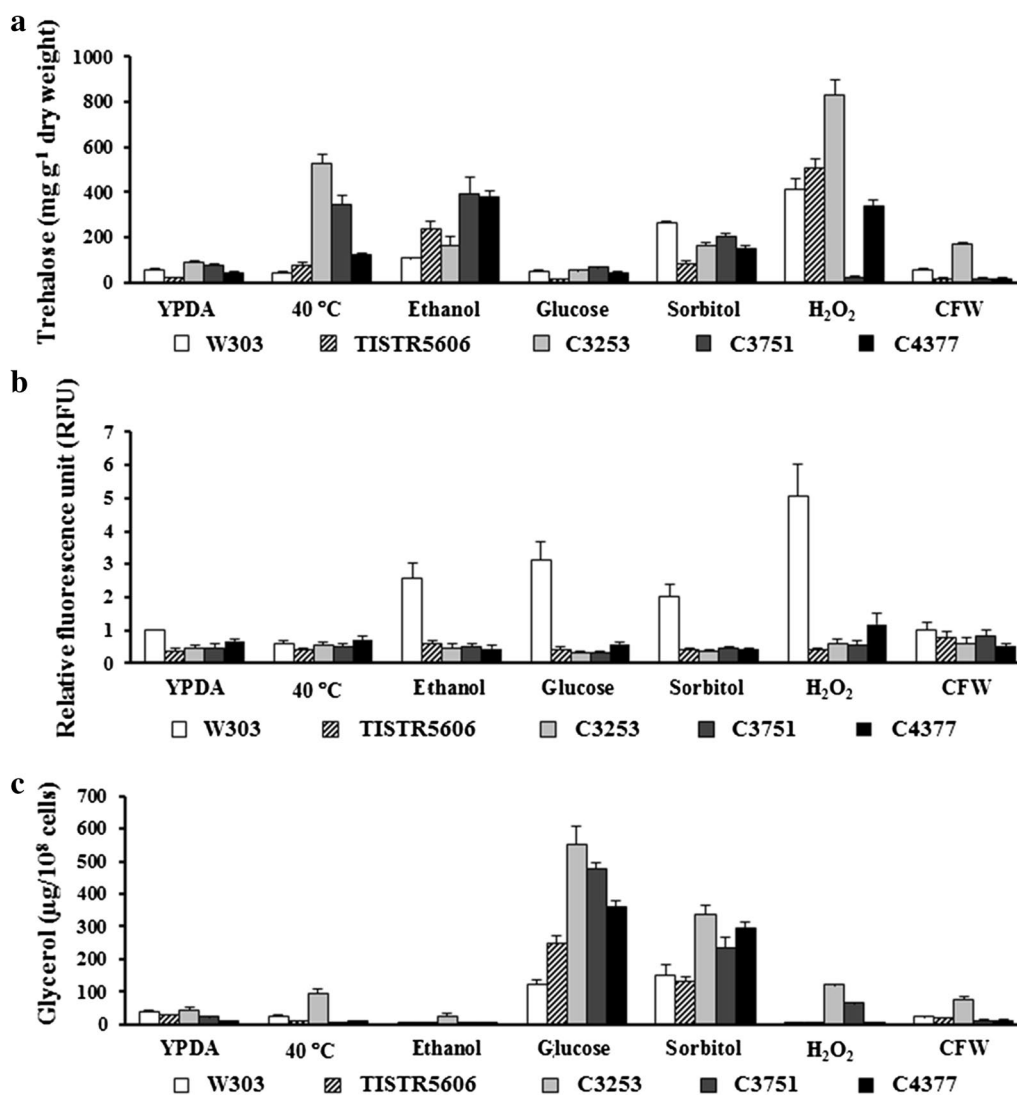 a
Trehalose (mg g⁻¹ dry weight)
1000
800
600
400
200
0
YPDA 40 °C Ethanol Glucose Sorbitol H₂O₂ CFW
W303 TISTR5606 C3253 C3751 C4377
b
Relative fluorescence unit (RFU)
7
6
5
4
3
2
1
0
YPDA 40 °C Ethanol Glucose Sorbitol H₂O₂ CFW
W303 TISTR5606 C3253 C3751 C4377
c
Glycerol (µg/10⁸ cells)
700
600
500
400
300
200
100
0
YPDA 40 °C Ethanol Glucose Sorbitol H₂O₂ CFW
W303 TISTR5606 C3253 C3751 C4377